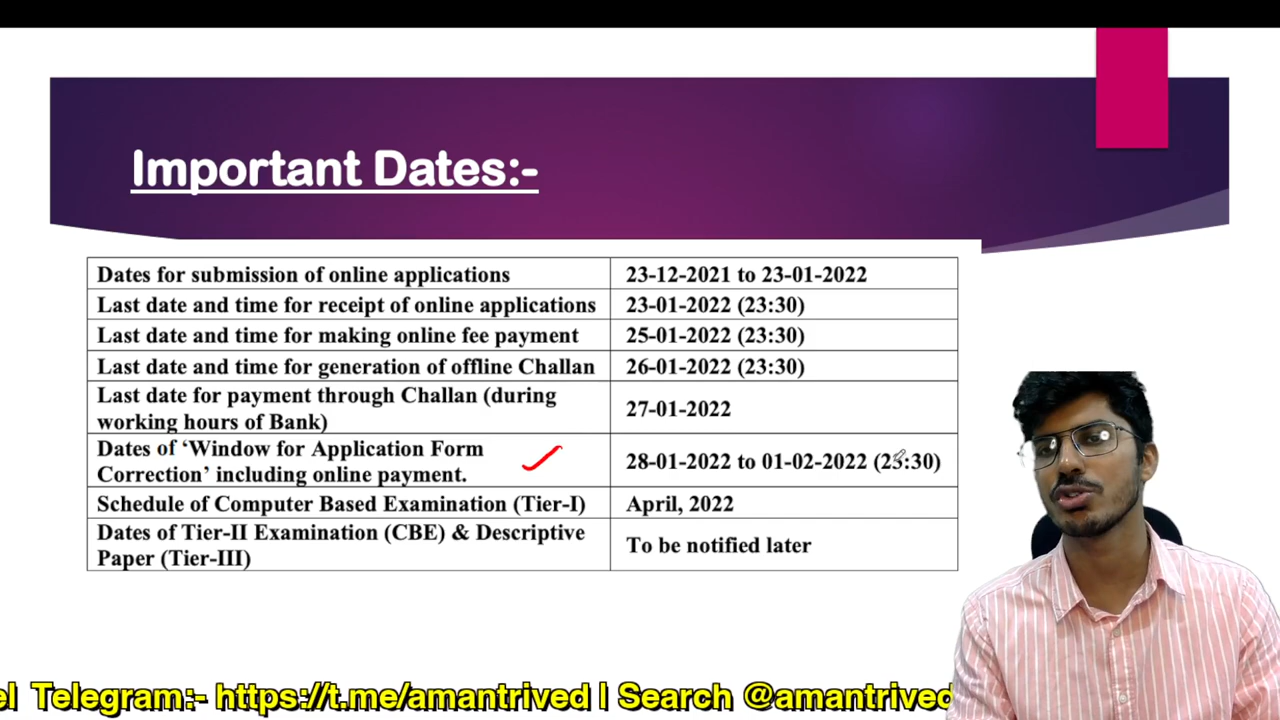 Important Dates:-
Dates for submission of online applications 23-12-2021 to 23-01-2022
Last date and time for receipt of online applications 23-01-2022 (23:30)
Last date and time for making online fee payment 25-01-2022 (23:30)
Last date and time for generation of offline Challan 26-01-2022 (23:30)
Last date for payment through Challan (during
working hours of Bank) 27-01-2022
Dates of ‘Window for Application Form
Correction’ including online payment. 28-01-2022 to 01-02-2022 (23:30)
Schedule of Computer Based Examination (Tier-I) April, 2022
Dates of Tier-II Examination (CBE) & Descriptive
Paper (Tier-III) To be notified later
el Telegram:- https://t.me/amantrived | Search @amantrived